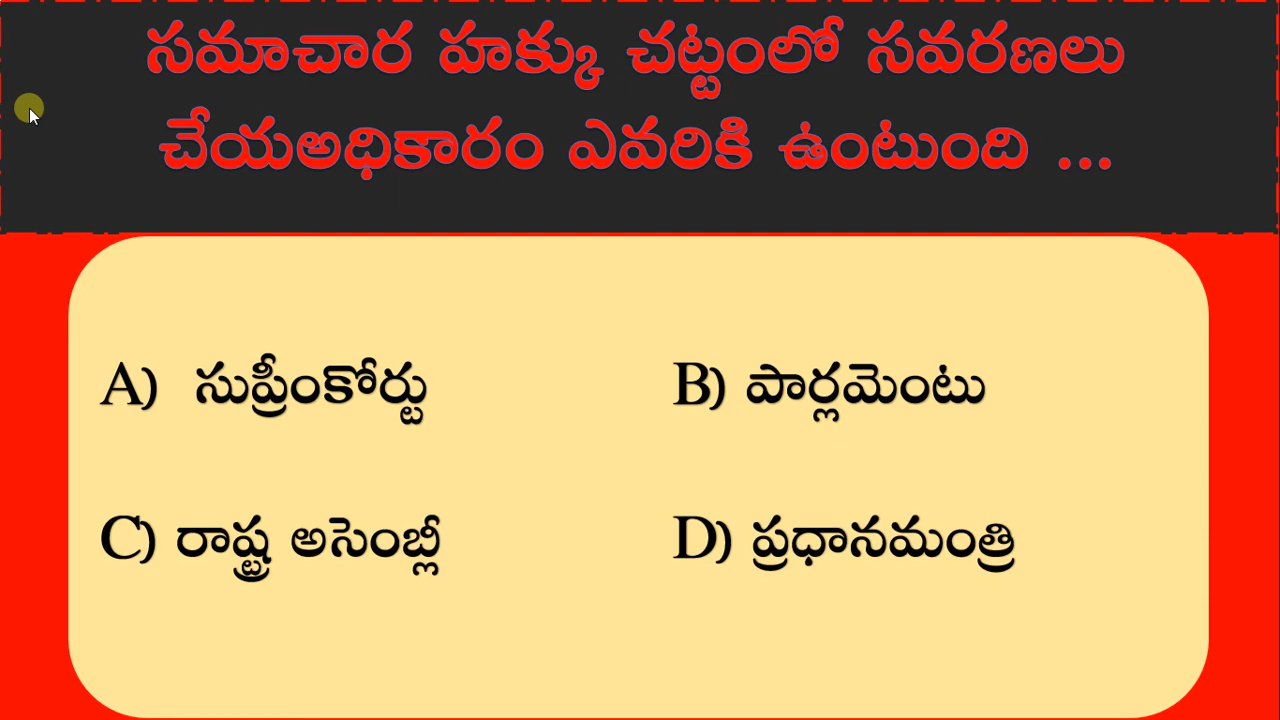 సమాచార హక్కు చట్టంలో సవరణలు
చేయఅధికారం ఎవరికి ఉంటుంది ...
A) సుప్రీంకోర్టు
B) పార్లమెంటు
C) రాష్ట్ర అసెంబ్లీ
D) ప్రధానమంత్రి